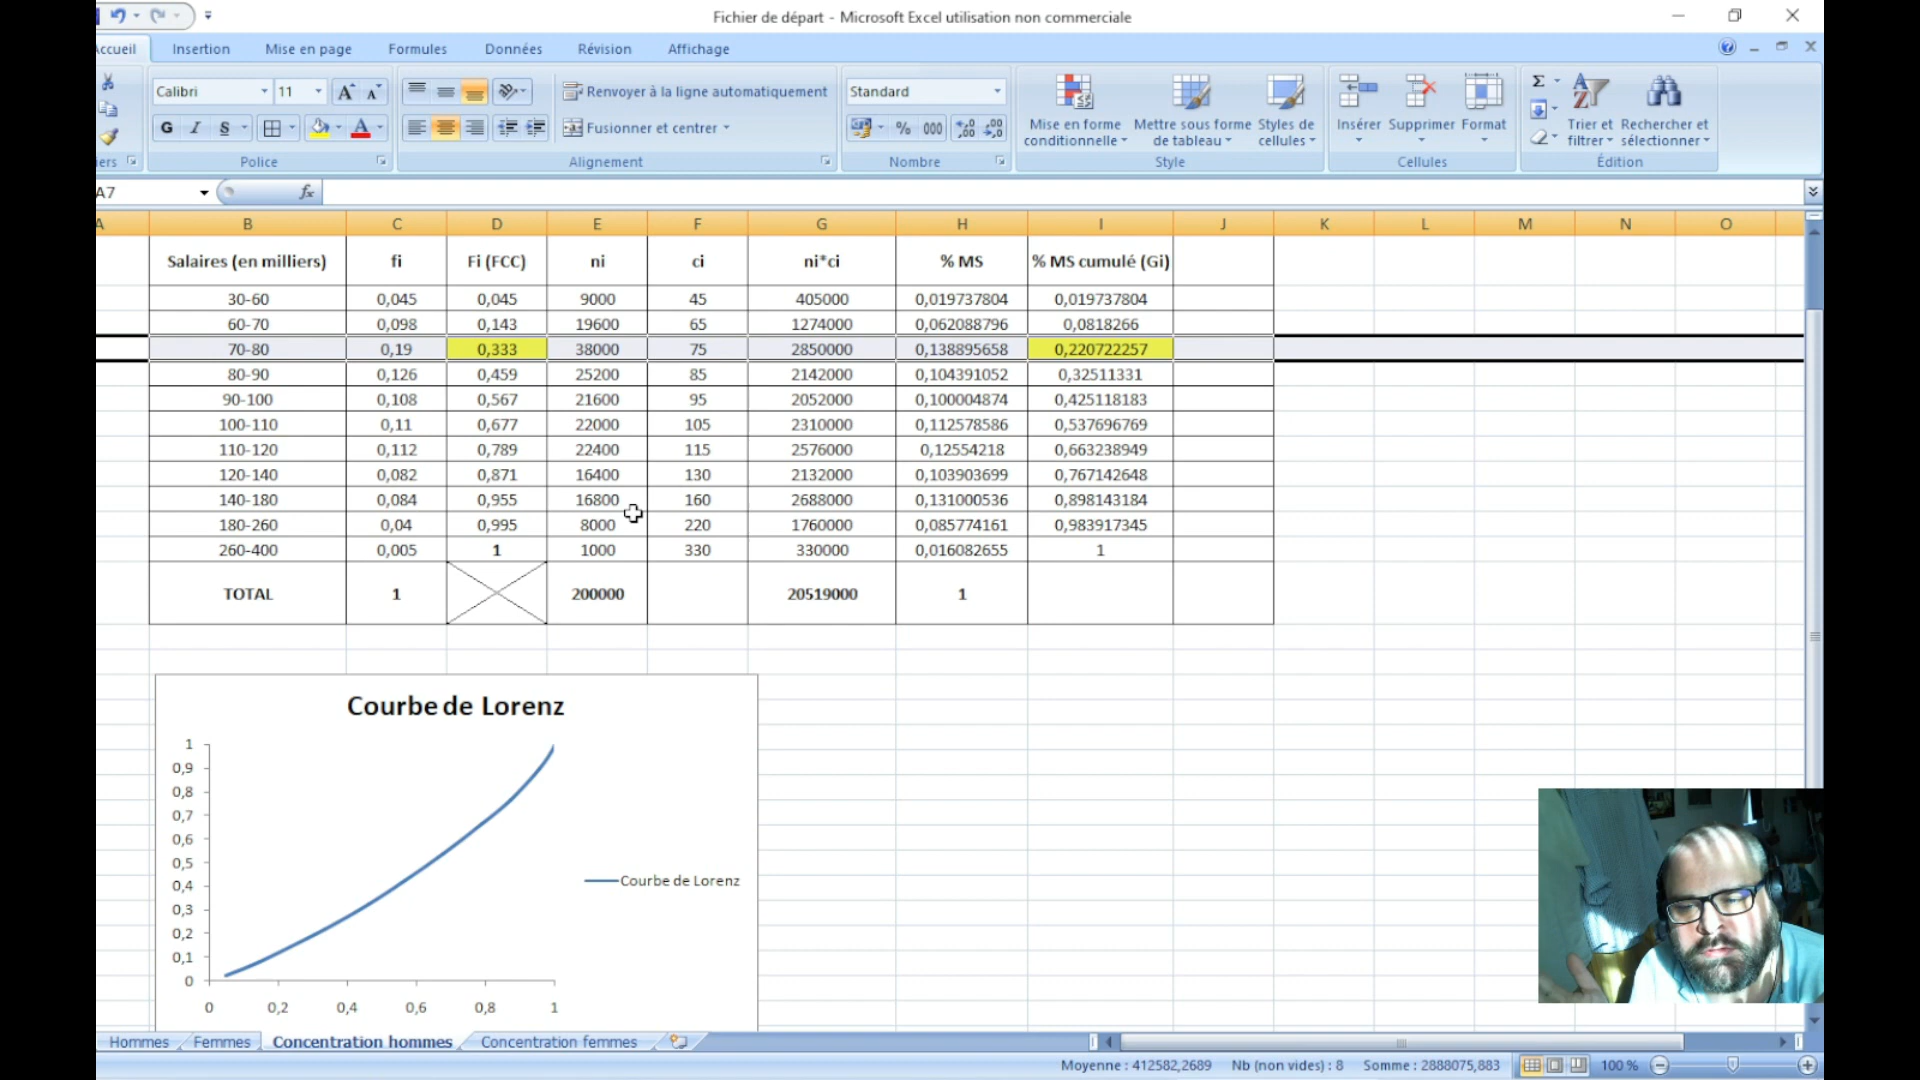 Fichier de départ - Microsoft Excel utilisation non commerciale
ccueil Insertion Mise en page Formules Données Révision Affichage
Calibri 11 Renvoyer à la ligne automatiquement Standard
G I S Fusionner et centrer % 000
Mise en forme conditionnelle Mettre sous forme de tableau Styles de cellules Insérer Supprimer Format Trier et filtrer Rechercher et sélectionner
iers Police Alignement Nombre Style Cellules Édition
A7 fx
A B C D E F G H I J K L M N O
Salaires (en milliers) fi Fi (FCC) ni ci ni*ci % MS % MS cumulé (Gi)
30-60 0,045 0,045 9000 45 405000 0,019737804 0,019737804
60-70 0,098 0,143 19600 65 1274000 0,062088796 0,0818266
70-80 0,19 0,333 38000 75 2850000 0,138895658 0,220722257
80-90 0,126 0,459 25200 85 2142000 0,104391052 0,32511331
90-100 0,108 0,567 21600 95 2052000 0,100004874 0,425118183
100-110 0,11 0,677 22000 105 2310000 0,112578586 0,537696769
110-120 0,112 0,789 22400 115 2576000 0,12554218 0,663238949
120-140 0,082 0,871 16400 130 2132000 0,103903699 0,767142648
140-180 0,084 0,955 16800 160 2688000 0,131000536 0,898143184
180-260 0,04 0,995 8000 220 1760000 0,085774161 0,983917345
260-400 0,005 1 1000 330 330000 0,016082655 1
TOTAL 1 200000 20519000 1
Courbe de Lorenz
1
0,9
0,8
0,7
0,6
0,5
0,4
0,3
0,2
0,1
0
0 0,2 0,4 0,6 0,8 1
Courbe de Lorenz
Hommes Femmes Concentration hommes Concentration femmes
Moyenne : 412582,2689 Nb (non vides) : 8 Somme : 2888075,883 100 %